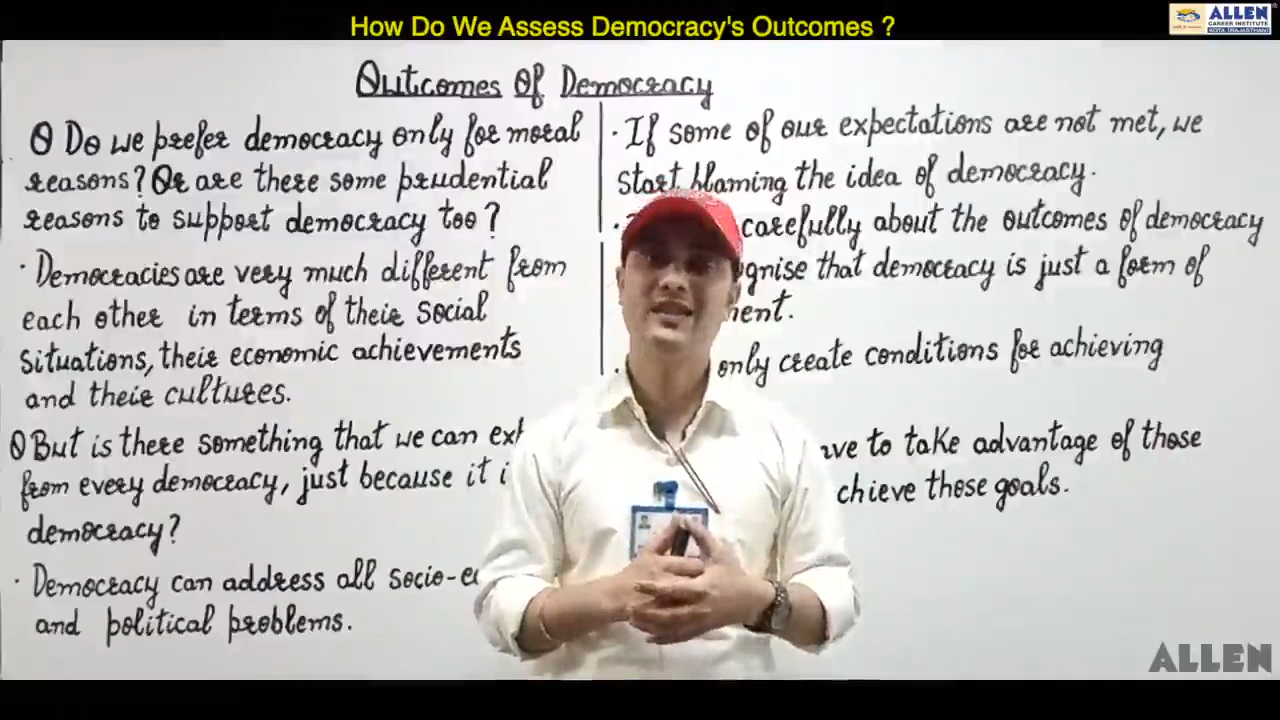 How Do We Assess Democracy's Outcomes ?
ALLEN
CAREER INSTITUTE
KOTA (RAJASTHAN)
Outcomes Of Democracy
Q Do we prefer democracy only for moral
reasons? Or are there some prudential
reasons to support democracy too?
· Democracies are very much different from
each other in terms of their social
situations, their economic achievements
and their cultures.
Q But is there something that we can
from every democracy, just because it
democracy?
· Democracy can address all
and political problems.
· If some of our expectations are not met, we
start blaming the idea of democracy.
carefully about the outcomes of democracy
that democracy is just a form of
only create conditions for achieving
to take advantage of those
those goals.
ALLEN